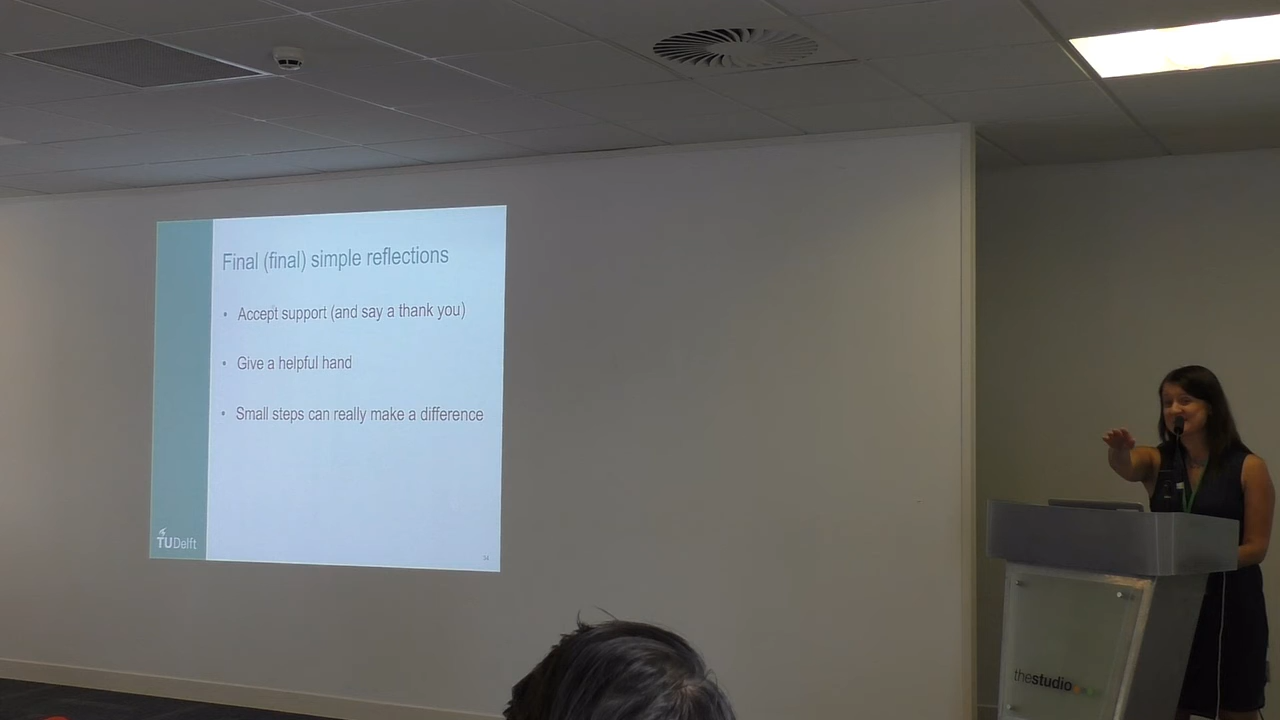 Final (final) simple reflections
• Accept support (and say a thank you)
• Give a helpful hand
• Small steps can really make a difference
TUDelft
34
thestudio